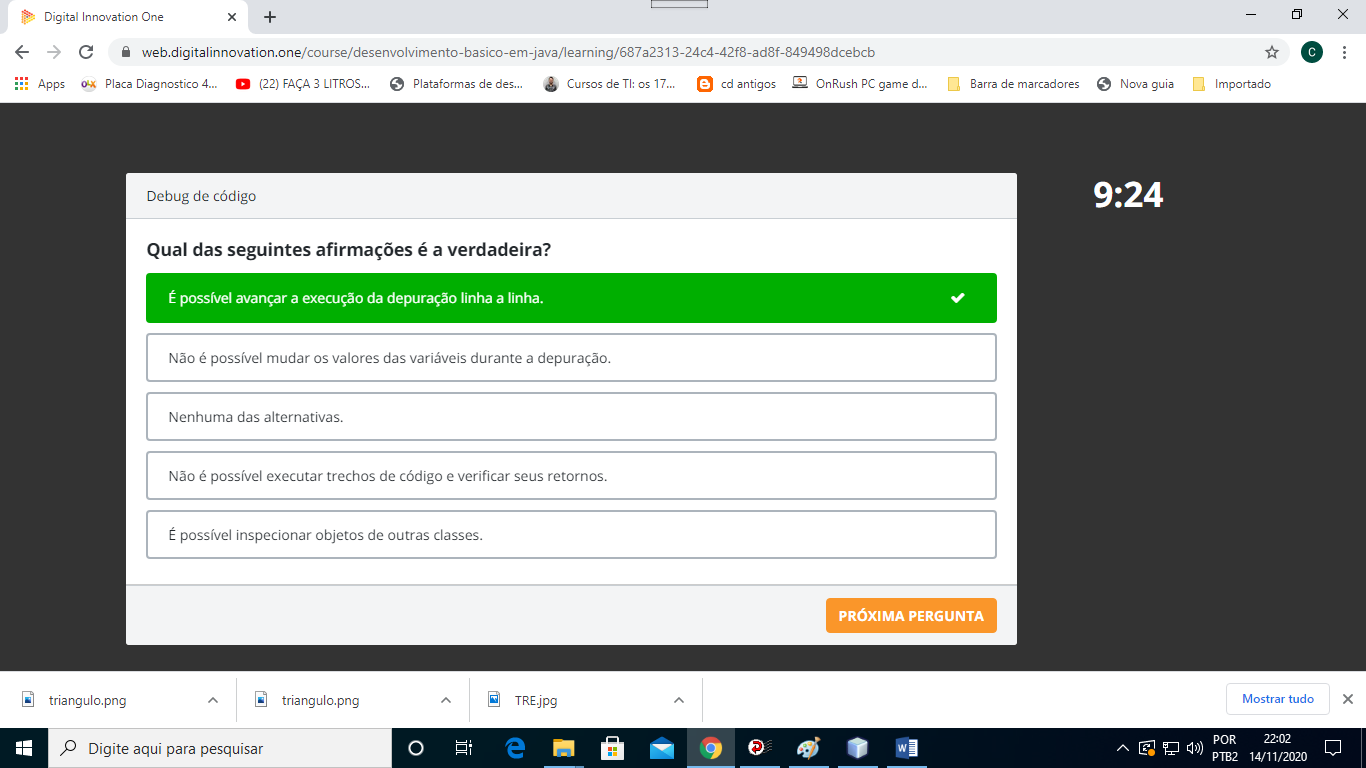 Digital Innovation One
web.digitalinnovation.one/course/desenvolvimento-basico-em-java/learning/687a2313-24c4-42f8-ad8f-849498dcebcb
C
Apps
Placa Diagnostico 4...
(22) FAÇA 3 LITROS...
Plataformas de des...
Cursos de TI: os 17...
cd antigos
OnRush PC game d...
Barra de marcadores
Nova guia
Importado
Debug de código
9:24
Qual das seguintes afirmações é a verdadeira?
É possível avançar a execução da depuração linha a linha.
Não é possível mudar os valores das variáveis durante a depuração.
Nenhuma das alternativas.
Não é possível executar trechos de código e verificar seus retornos.
É possível inspecionar objetos de outras classes.
PRÓXIMA PERGUNTA
triangulo.png
triangulo.png
TRE.jpg
Mostrar tudo
Digite aqui para pesquisar
POR
PTB2
22:02
14/11/2020